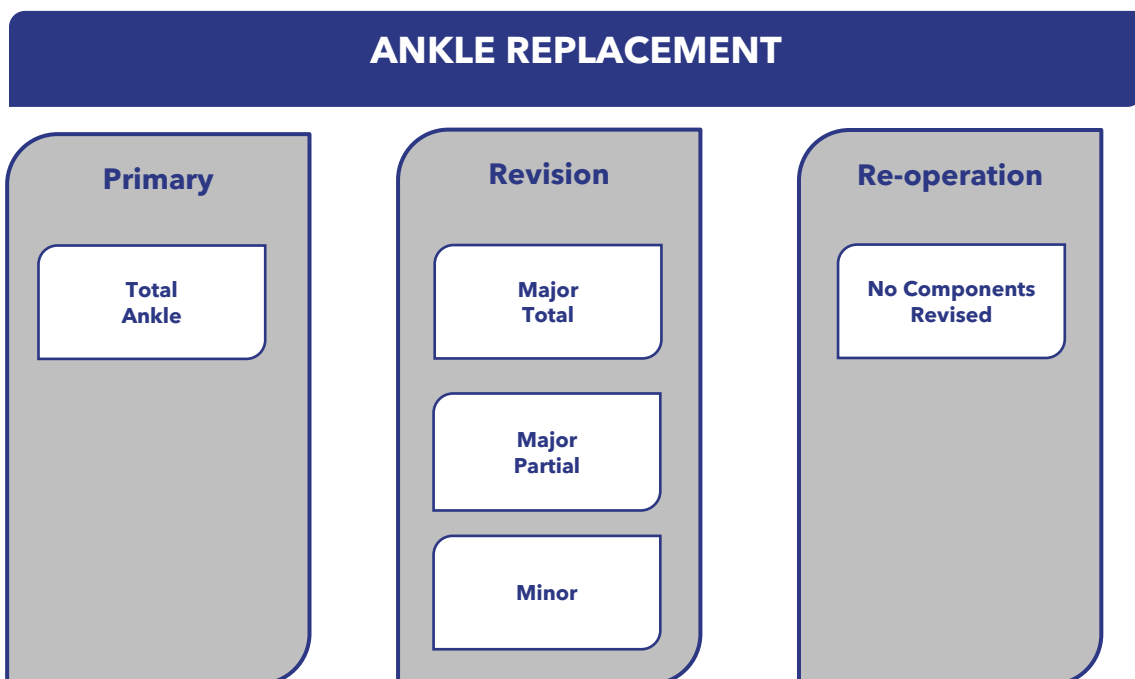 ANKLE REPLACEMENT
Primary
Total
Ankle
Revision
Major
Total
Major
Partial
Minor
Re-operation
No Components
Revised